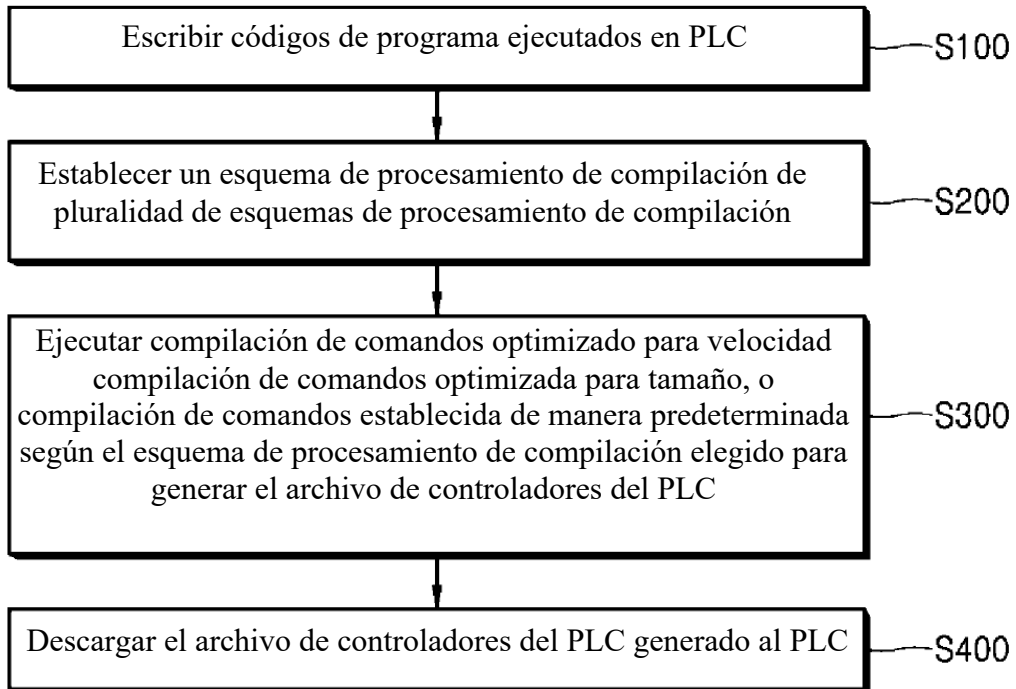 Escribir códigos de programa ejecutados en PLC
S100
Establecer un esquema de procesamiento de compilación de
pluralidad de esquemas de procesamiento de compilación
S200
Ejecutar compilación de comandos optimizado para velocidad
compilación de comandos optimizada para tamaño, o
compilación de comandos establecida de manera predeterminada
según el esquema de procesamiento de compilación elegido para
generar el archivo de controladores del PLC
S300
Descargar el archivo de controladores del PLC generado al PLC
S400